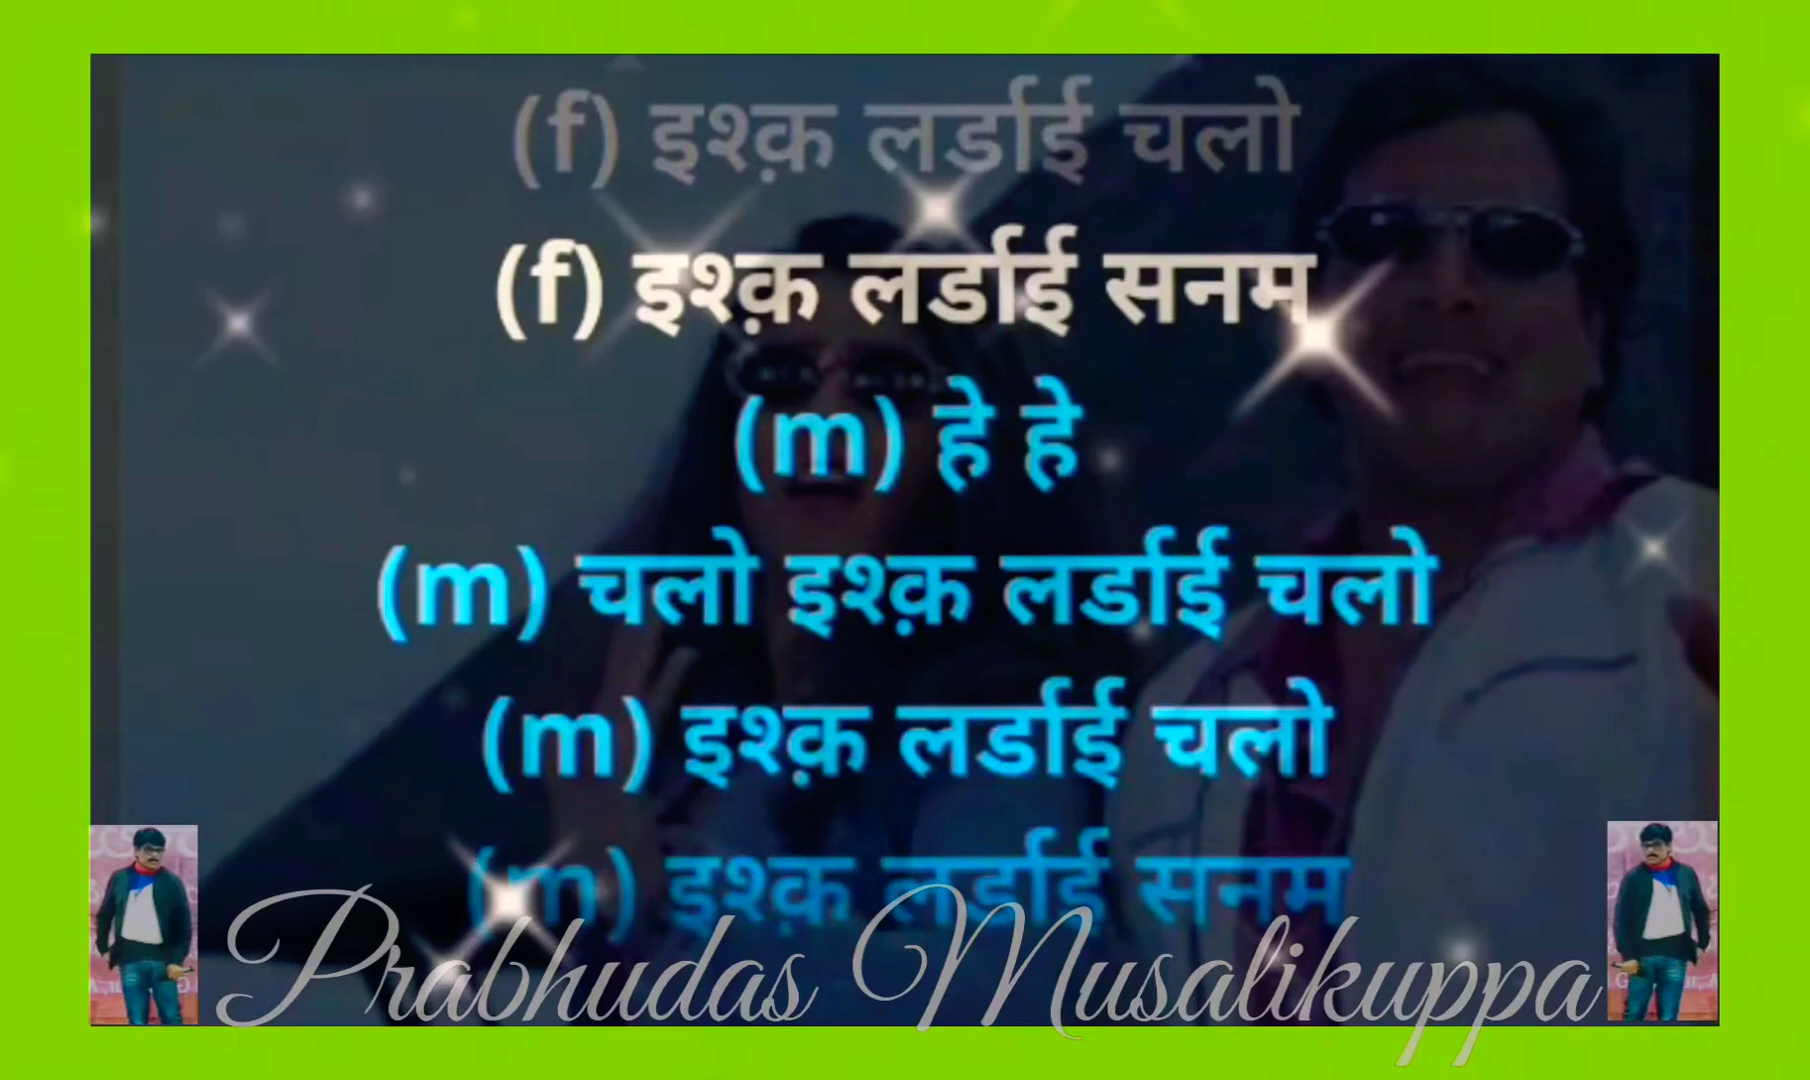 (f) इश्क़ लर्डाई चलो
(f) इश्क़ लर्डाई सनम
(m) हे हे
(m) चलो इश्क़ लर्डाई चलो
(m) इश्क़ लर्डाई चलो
(m) इश्क़ लर्डाई सनम
Prabhudas Musalikuppa